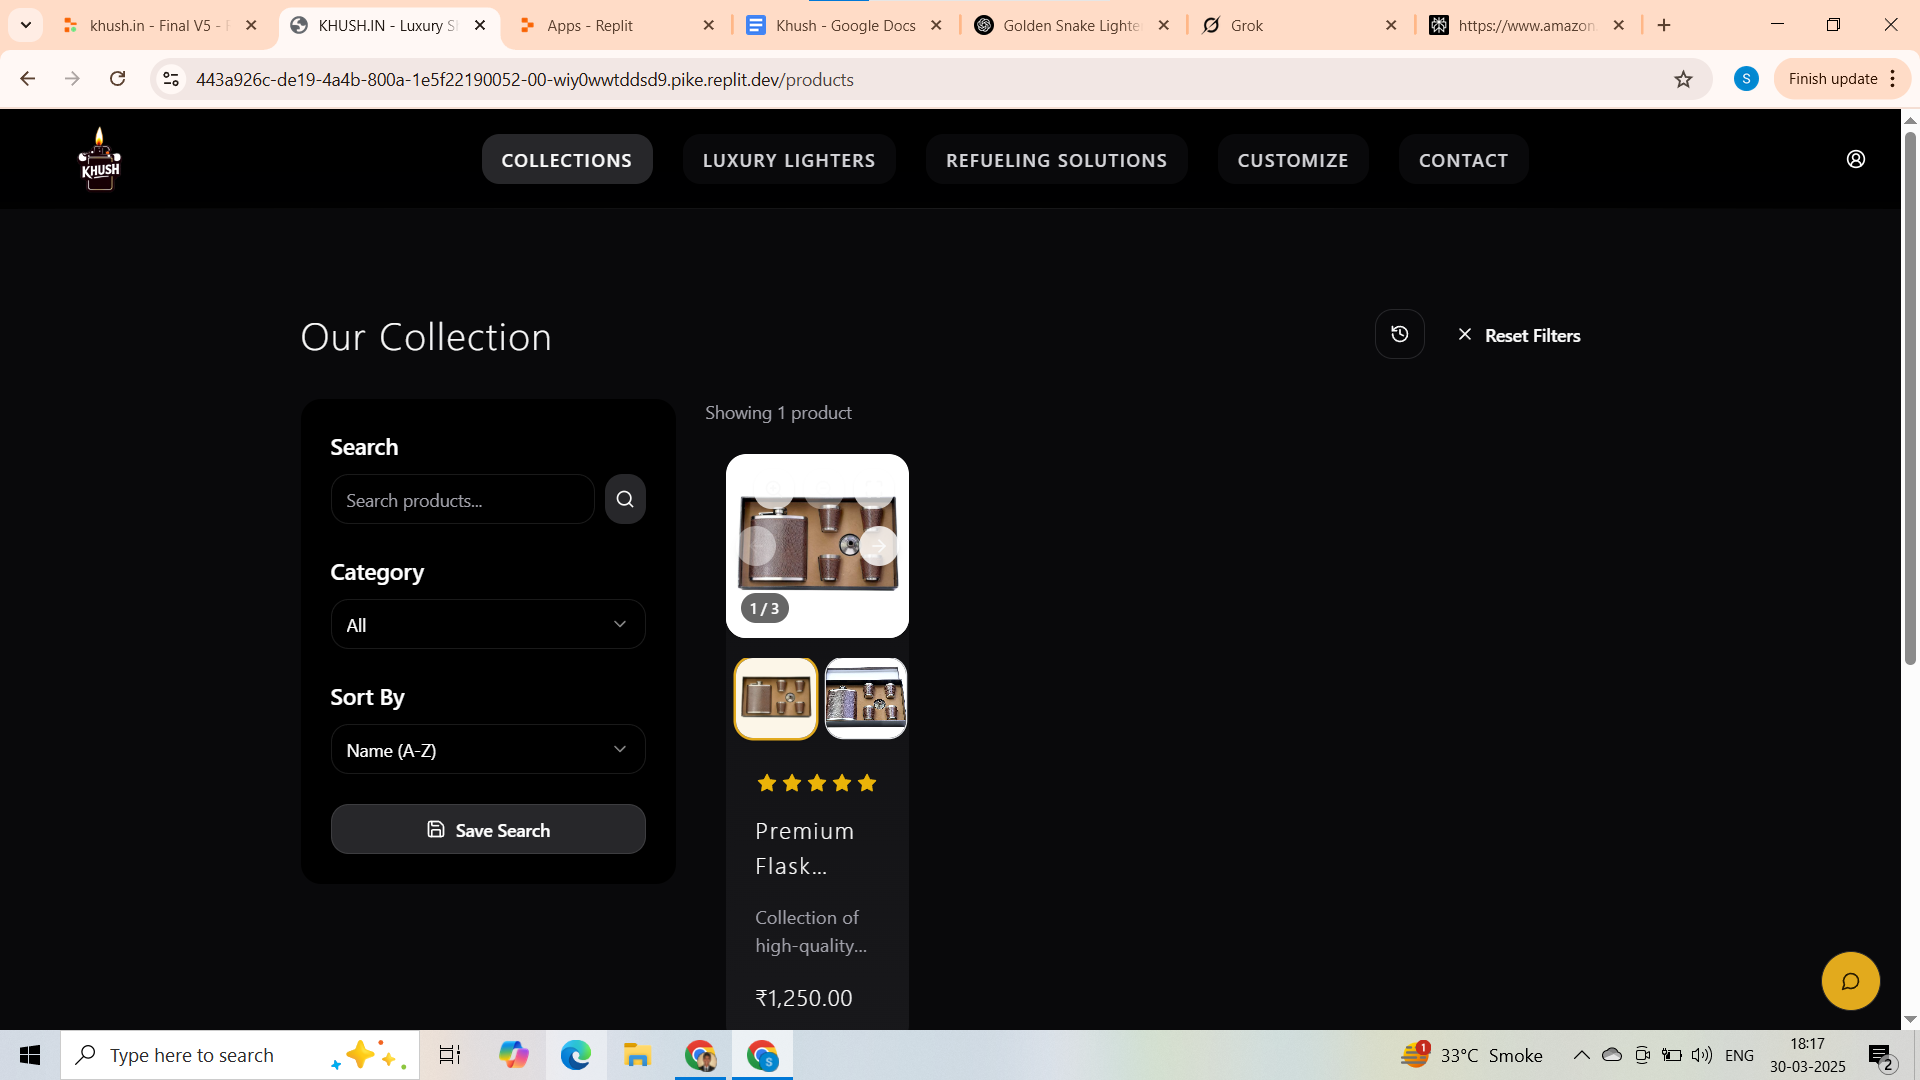 khush.in - Final V5 -
KHUSH.IN - Luxury
Apps - Replit
Khush - Google Docs
Golden Snake Lighte
Grok
https://www.amazon.
443a926c-de19-4a4b-800a-1e5f22190052-00-wiy0wwtddsd9.pike.replit.dev/products
S
Finish update
KHUSH
COLLECTIONS
LUXURY LIGHTERS
REFUELING SOLUTIONS
CUSTOMIZE
CONTACT
Our Collection
Reset Filters
Search
Search products...
Category
All
Sort By
Name (A-Z)
Save Search
Showing 1 product
1 / 3
Premium
Flask...
Collection of
high-quality...
₹1,250.00
Type here to search
S
1
33°C Smoke
ENG
18:17
30-03-2025
2